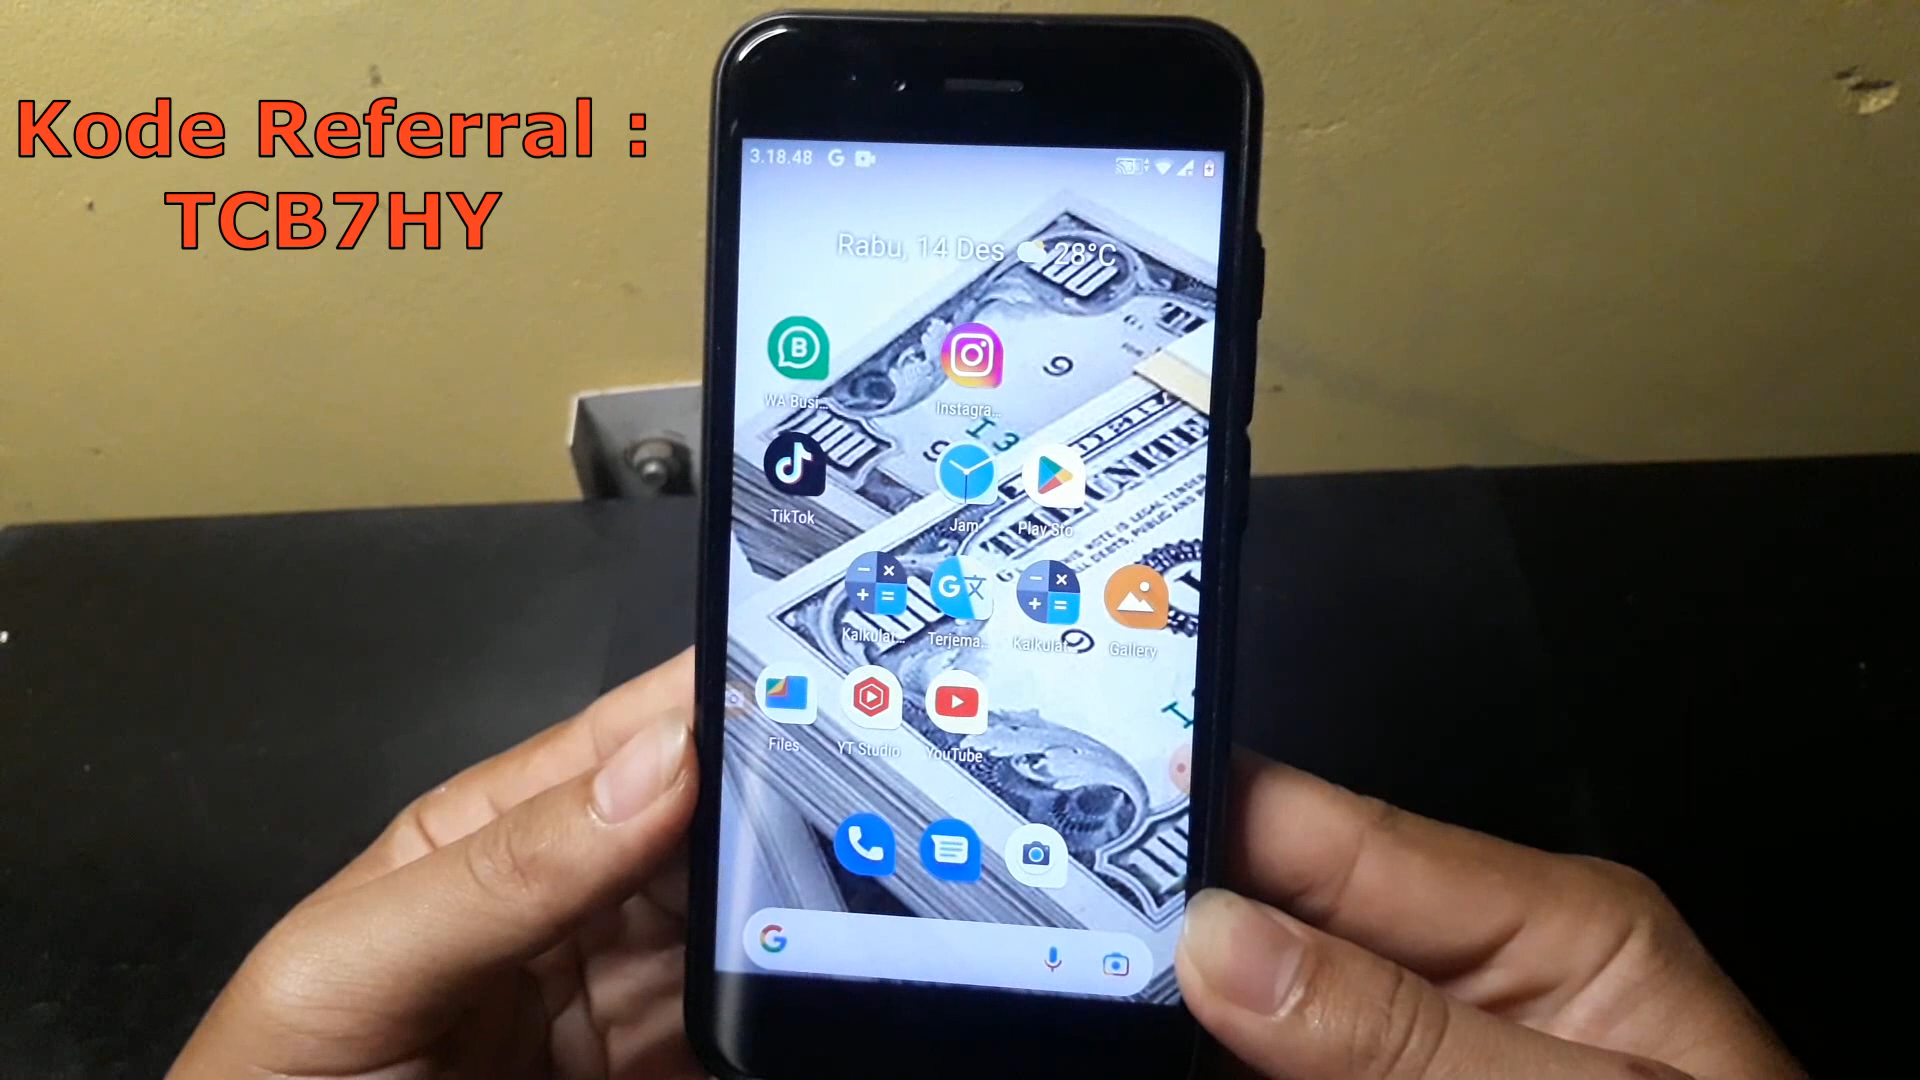 Kode Referral :
TCB7HY
3.18.48
Rabu, 14 Des 28°C
WA Busi...
Instagra...
TikTok
Jam
Play Sto
Kalkulat...
Terjema...
Kalkulat...
Gallery
Files
YT Studio
YouTube